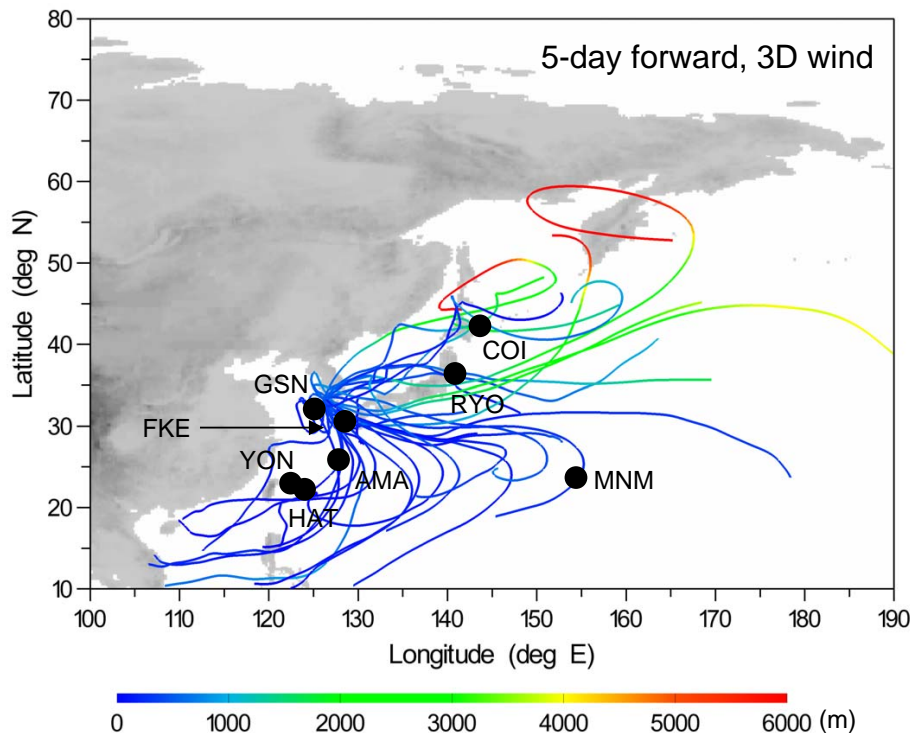 5-day forward, 3D wind
80
70
60
50
40
30
20
10
Latitude (deg N)
COI
GSN
RYO
FKE
YON
AMA
MNM
HAT
100 110 120 130 140 150 160 170 180 190
Longitude (deg E)
0 1000 2000 3000 4000 5000 6000 (m)